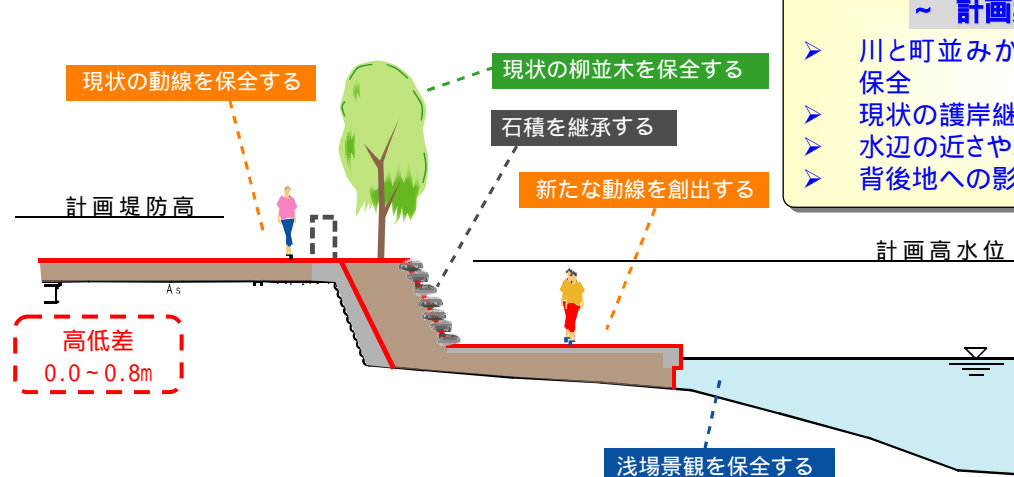 ~ 計画
➢ 川と町並みか
保全
➢ 現状の護岸継
➢ 水辺の近さや
➢ 背後地への影
現状の動線を保全する
現状の柳並木を保全する
石積を継承する
新たな動線を創出する
計画堤防高
計画高水位
As
高低差
0.0~0.8m
浅場景観を保全する